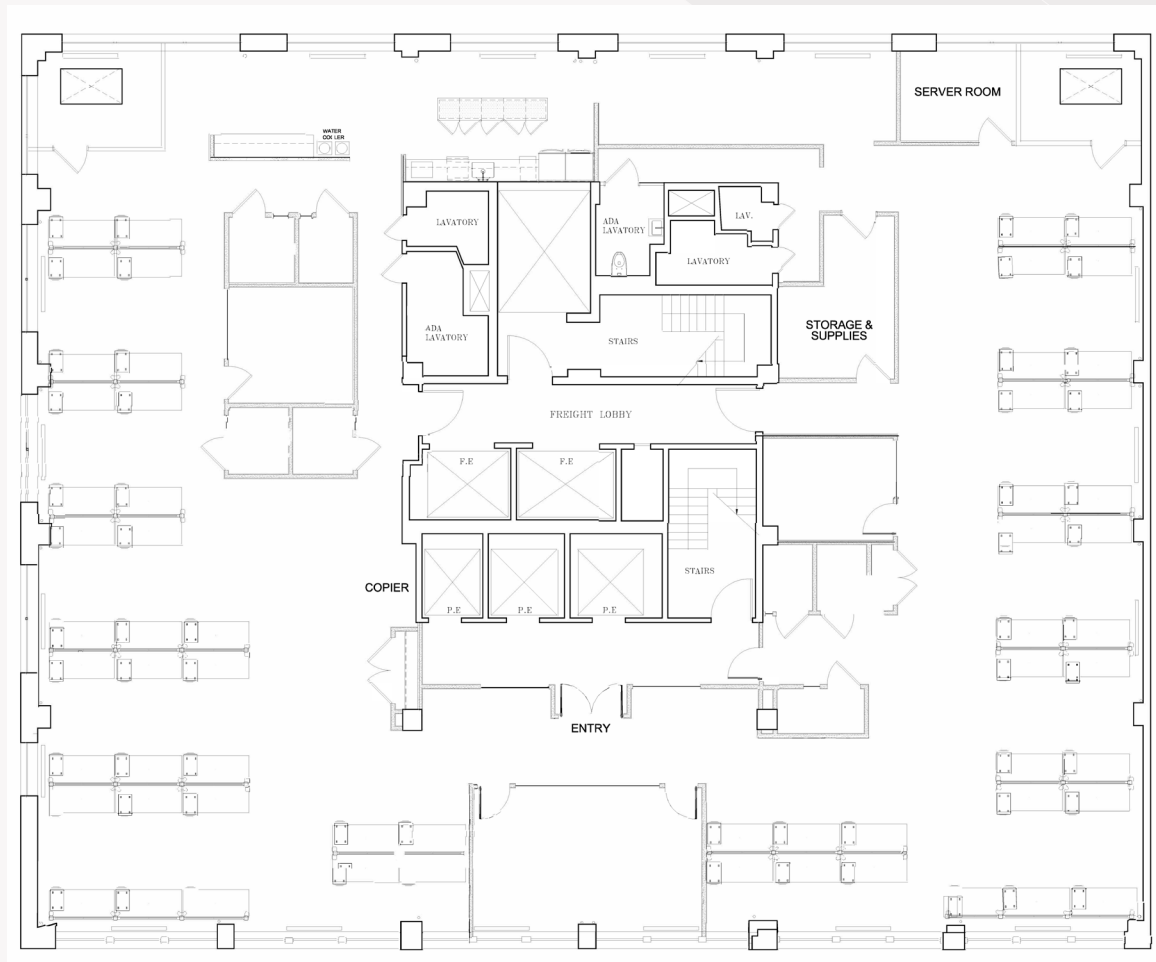 SERVER ROOM
WATER
COOLER
LAVATORY
ADA
LAVATORY
LAV.
LAVATORY
ADA
LAVATORY
STORAGE &
SUPPLIES
STAIRS
FREIGHT LOBBY
F.E
F.E
STAIRS
COPIER
P.E
P.E
P.E
ENTRY